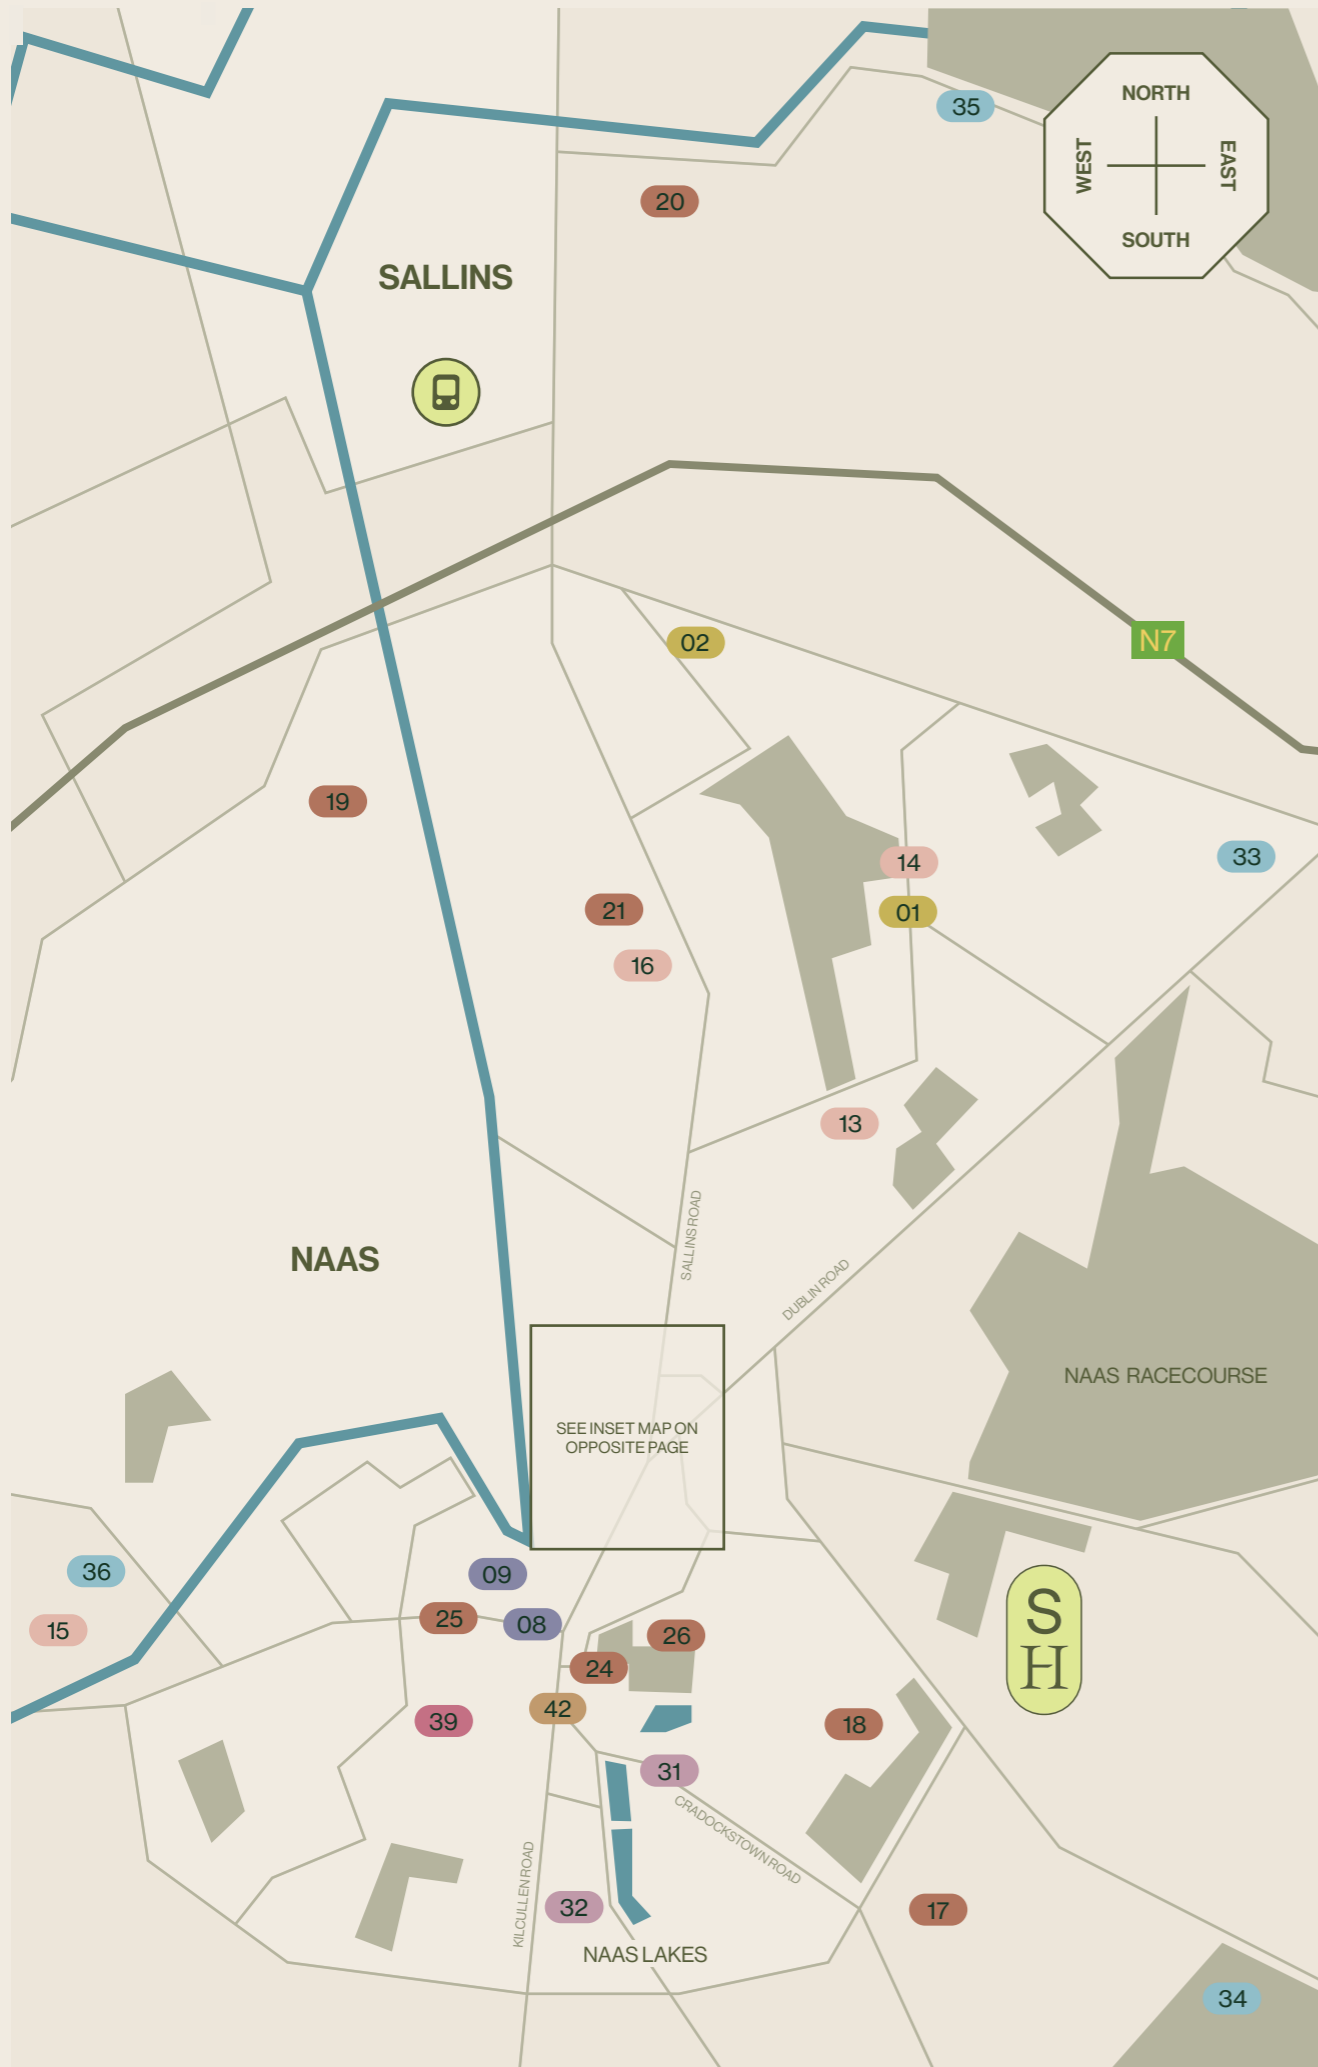 NORTH
WEST
EAST
SOUTH
35
20
SALLINS
N7
02
19
33
14
01
21
16
13
SALLINS ROAD
DUBLIN ROAD
NAAS
NAAS RACECOURSE
SEE INSET MAP ON
OPPOSITE PAGE
36
15
09
25
08
26
24
42
39
18
31
S
H
CRADOCKSTOWN ROAD
KILCULLEN ROAD
32
17
NAAS LAKES
34